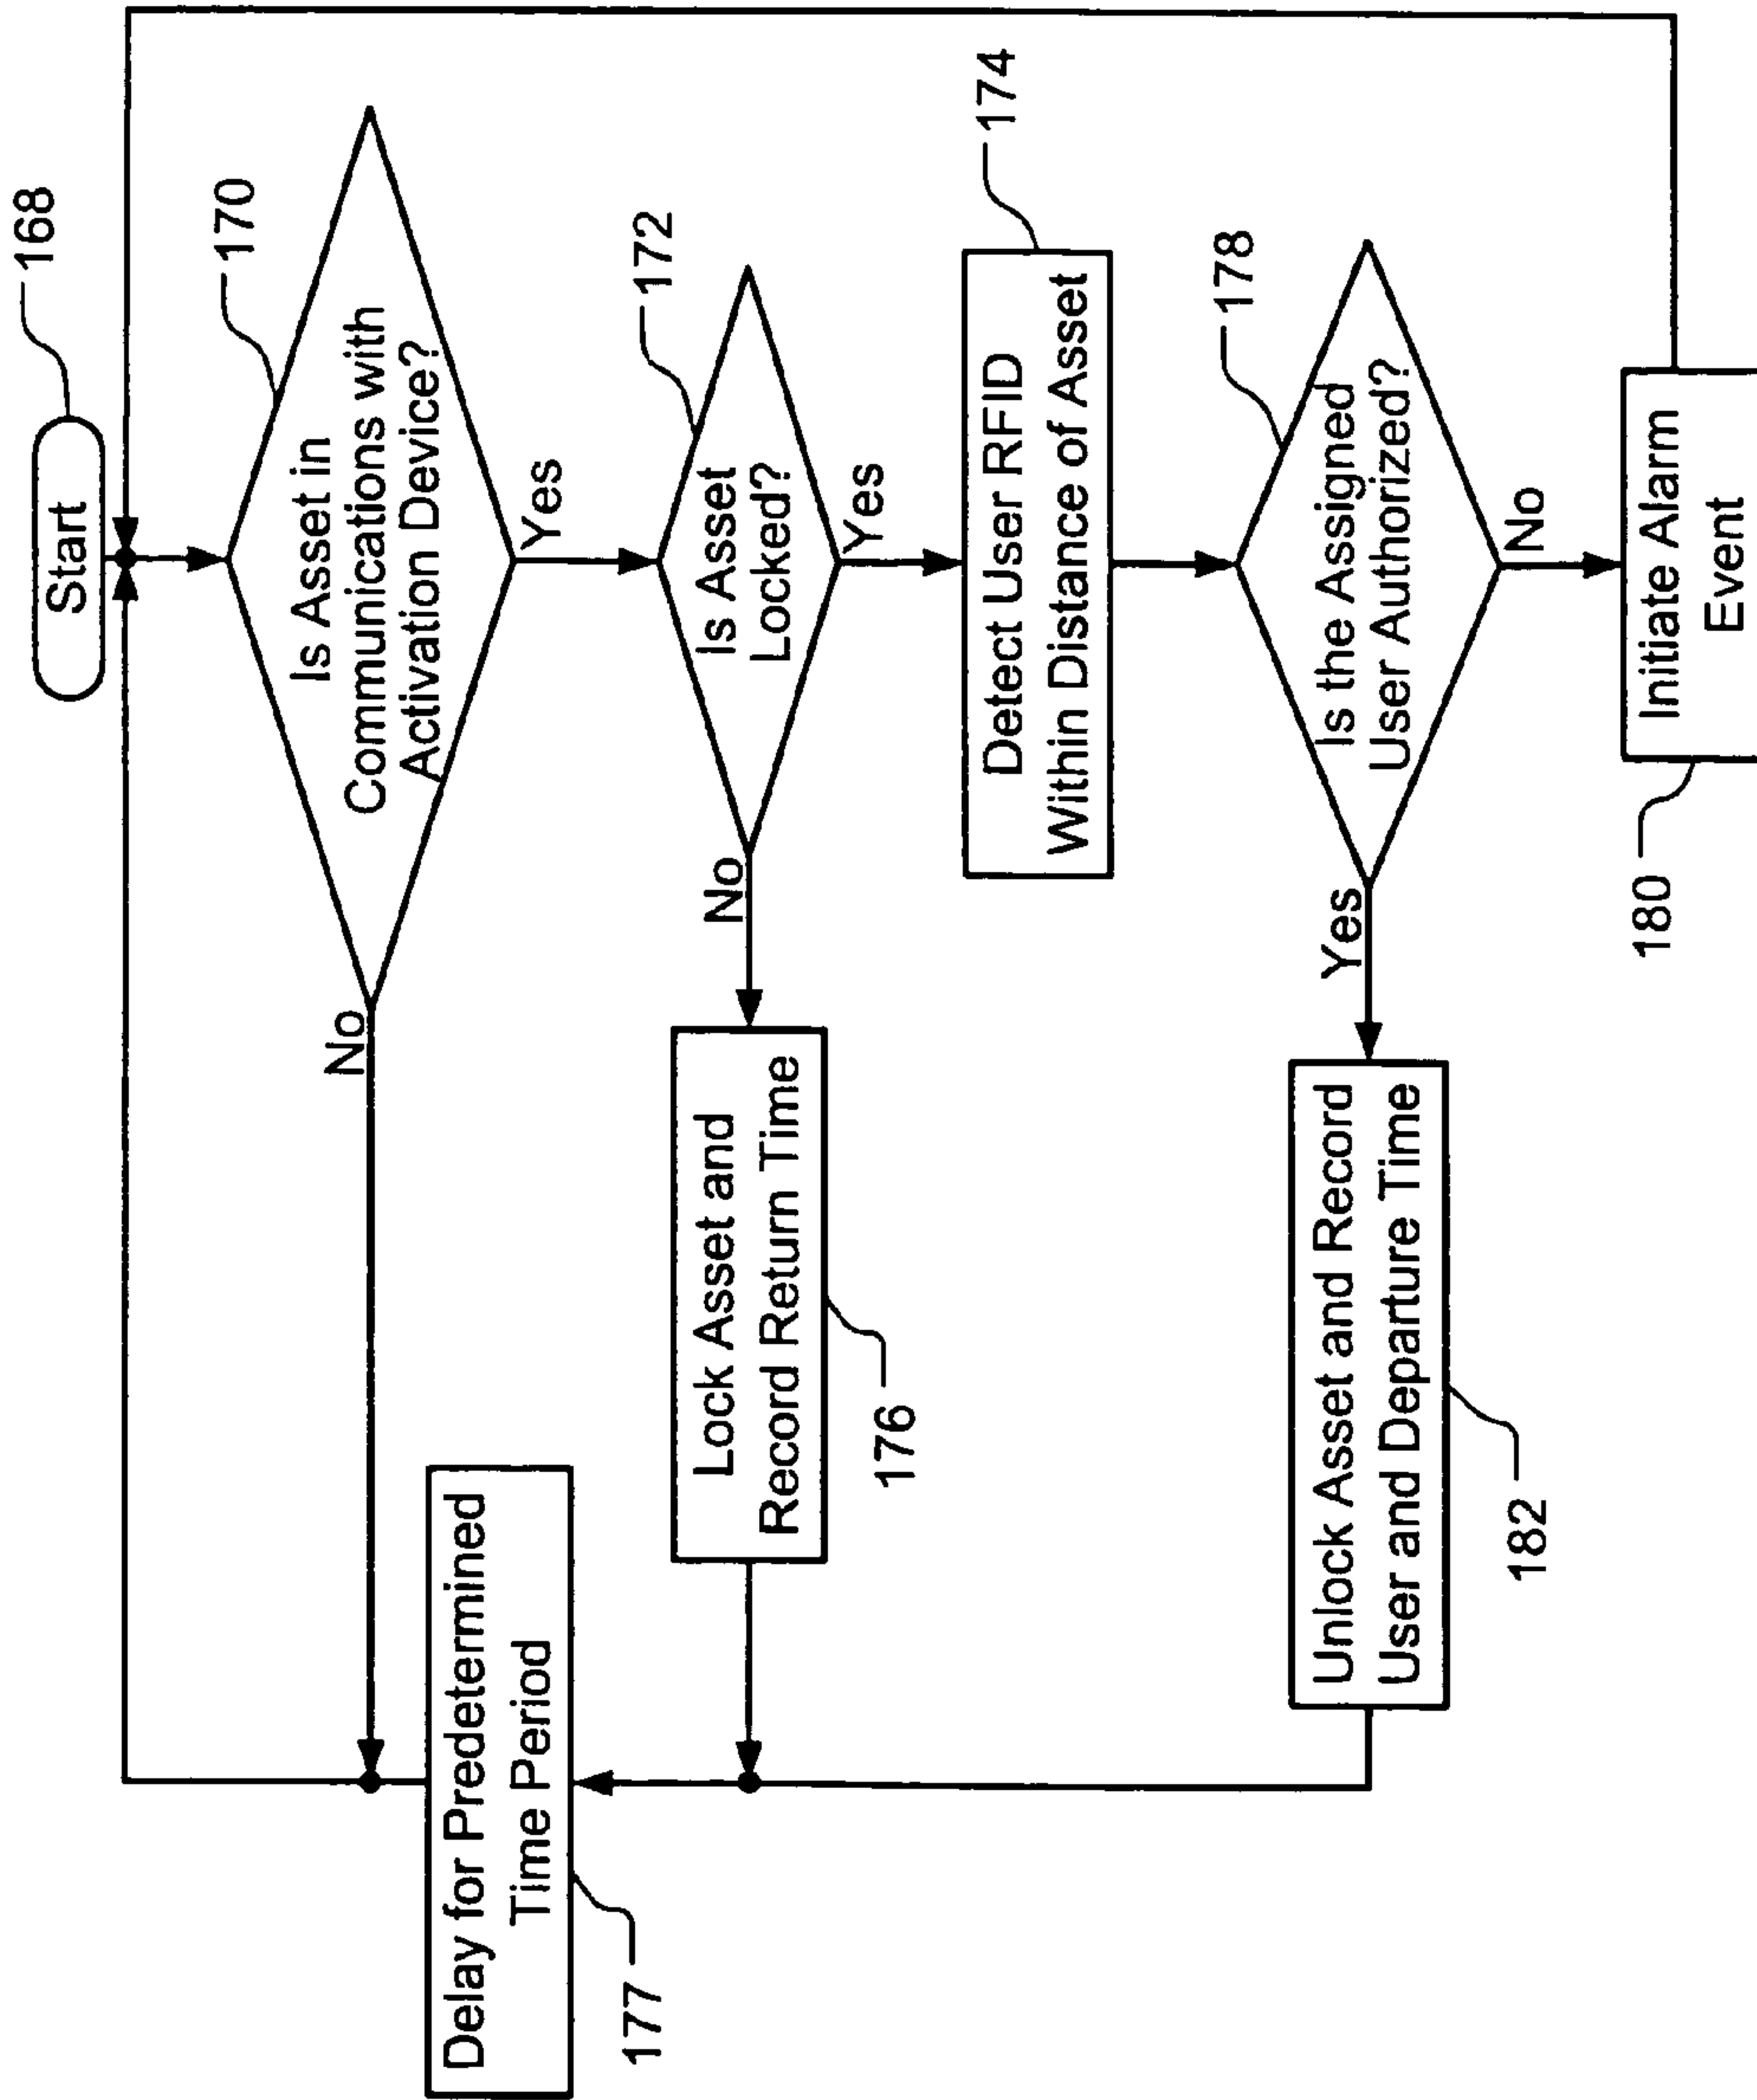 Start
168
Is Asset in
Communications with
Activation Device?
170
No
Yes
Is Asset
Locked?
172
No
Yes
Delay for Predetermined
Time Period
177
Lock Asset and
Record Return Time
176
Detect User RFID
Within Distance of Asset
174
Is the Assigned
User Authorized?
178
Yes
No
Unlock Asset and Record
User and Departure Time
182
Initiate Alarm
Event
180